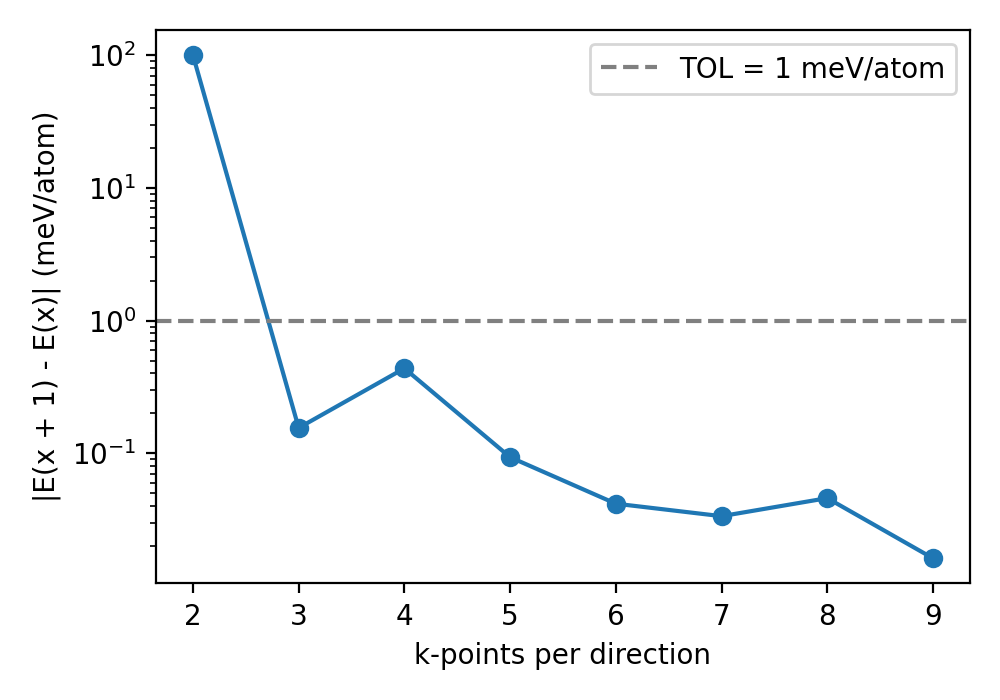 10²
10¹
10⁰
10⁻¹
|E(x + 1) - E(x)| (meV/atom)
TOL = 1 meV/atom
2 3 4 5 6 7 8 9
k-points per direction